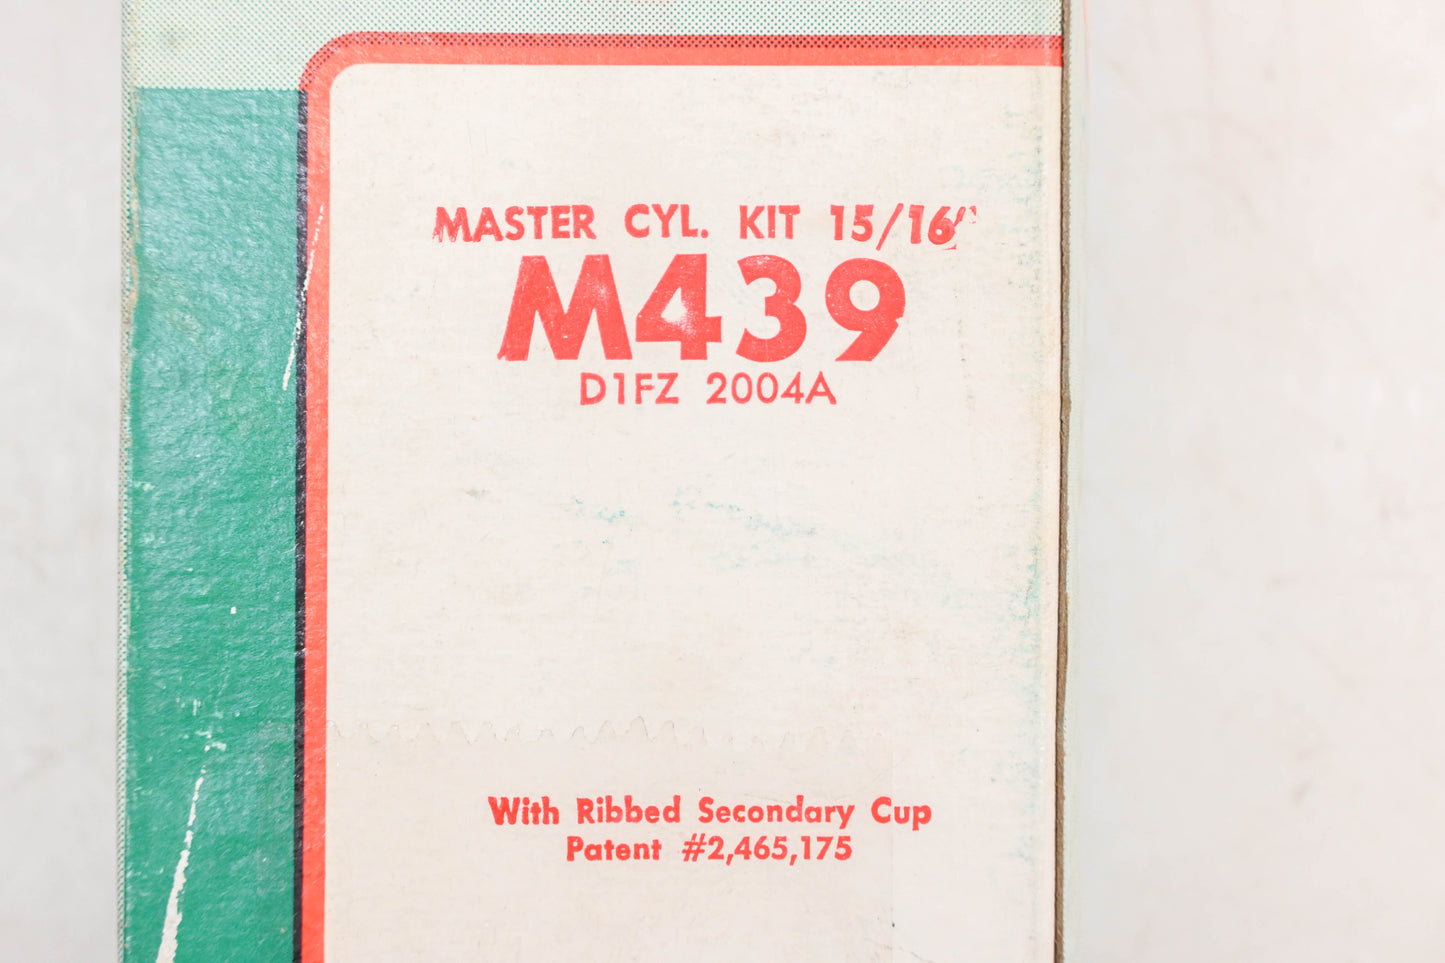 MASTER CYL. KIT 15/16"
M439
D1FZ 2004A
With Ribbed Secondary Cup
Patent #2,465,175